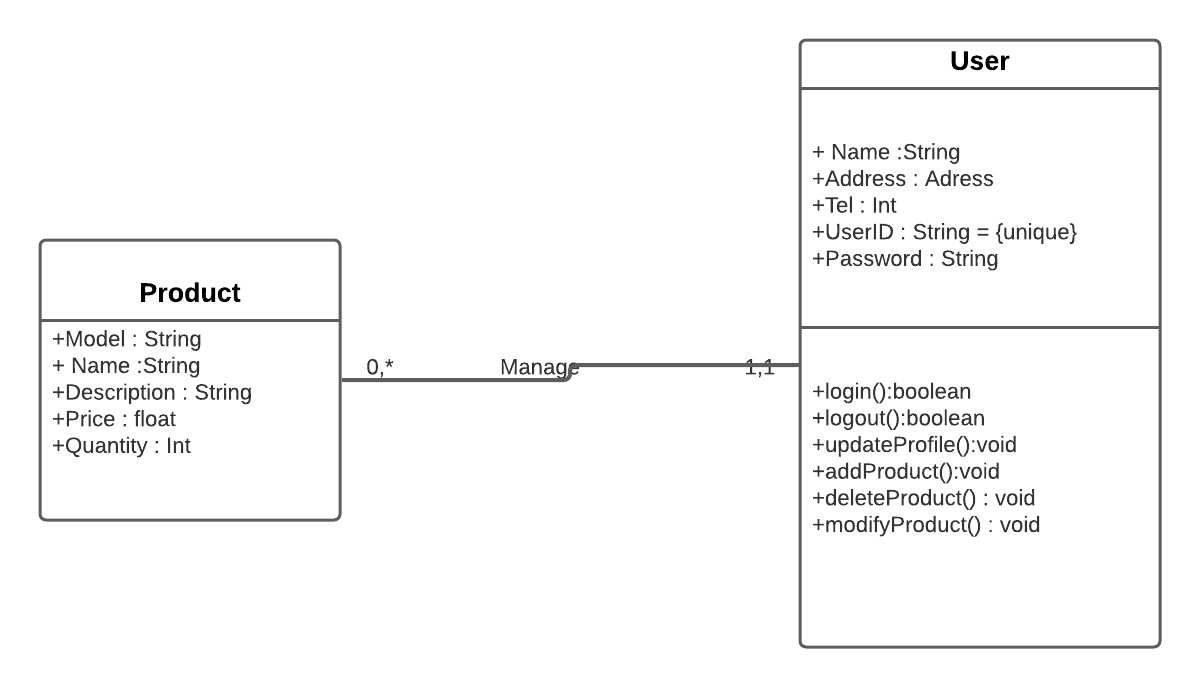 User
+ Name :String
+Address : Adress
+Tel : Int
+UserID : String = {unique}
+Password : String
+login():boolean
+logout():boolean
+updateProfile():void
+addProduct():void
+deleteProduct() : void
+modifyProduct() : void
Product
+Model : String
+ Name :String
+Description : String
+Price : float
+Quantity : Int
0,*
Manage
1,1